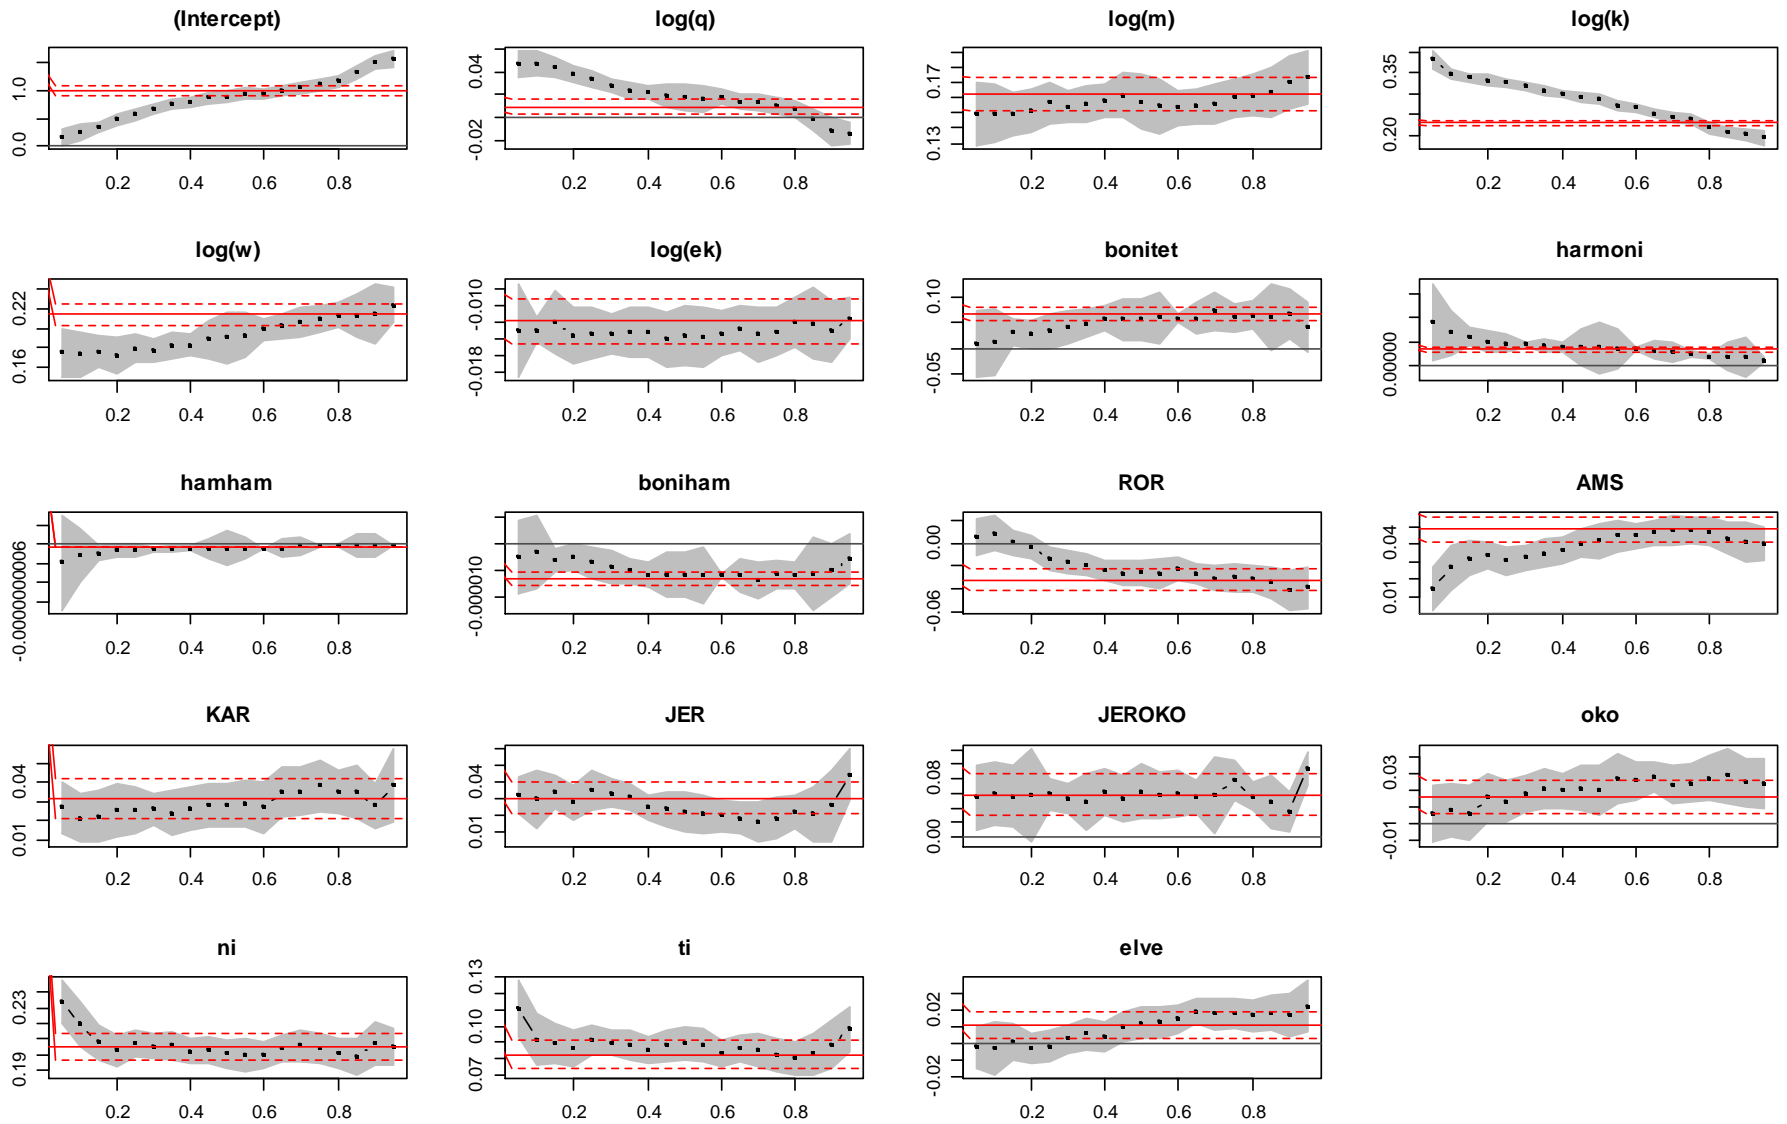 (Intercept)
1.0
0.0
0.2 0.4 0.6 0.8
log(q)
0.04
-0.02
0.2 0.4 0.6 0.8
log(m)
0.17
0.13
0.2 0.4 0.6 0.8
log(k)
0.35
0.20
0.2 0.4 0.6 0.8
log(w)
0.22
0.16
0.2 0.4 0.6 0.8
log(ek)
-0.010
-0.018
0.2 0.4 0.6 0.8
bonitet
0.10
-0.05
0.2 0.4 0.6 0.8
harmoni
0.00000
0.2 0.4 0.6 0.8
hamham
-0.0000000006
0.2 0.4 0.6 0.8
boniham
-0.000010
0.2 0.4 0.6 0.8
ROR
0.00
-0.06
0.2 0.4 0.6 0.8
AMS
0.04
0.01
0.2 0.4 0.6 0.8
KAR
0.04
0.01
0.2 0.4 0.6 0.8
JER
0.04
0.01
0.2 0.4 0.6 0.8
JEROKO
0.08
0.00
0.2 0.4 0.6 0.8
oko
0.03
-0.01
0.2 0.4 0.6 0.8
ni
0.23
0.19
0.2 0.4 0.6 0.8
ti
0.13
0.10
0.07
0.2 0.4 0.6 0.8
elve
0.02
-0.02
0.2 0.4 0.6 0.8